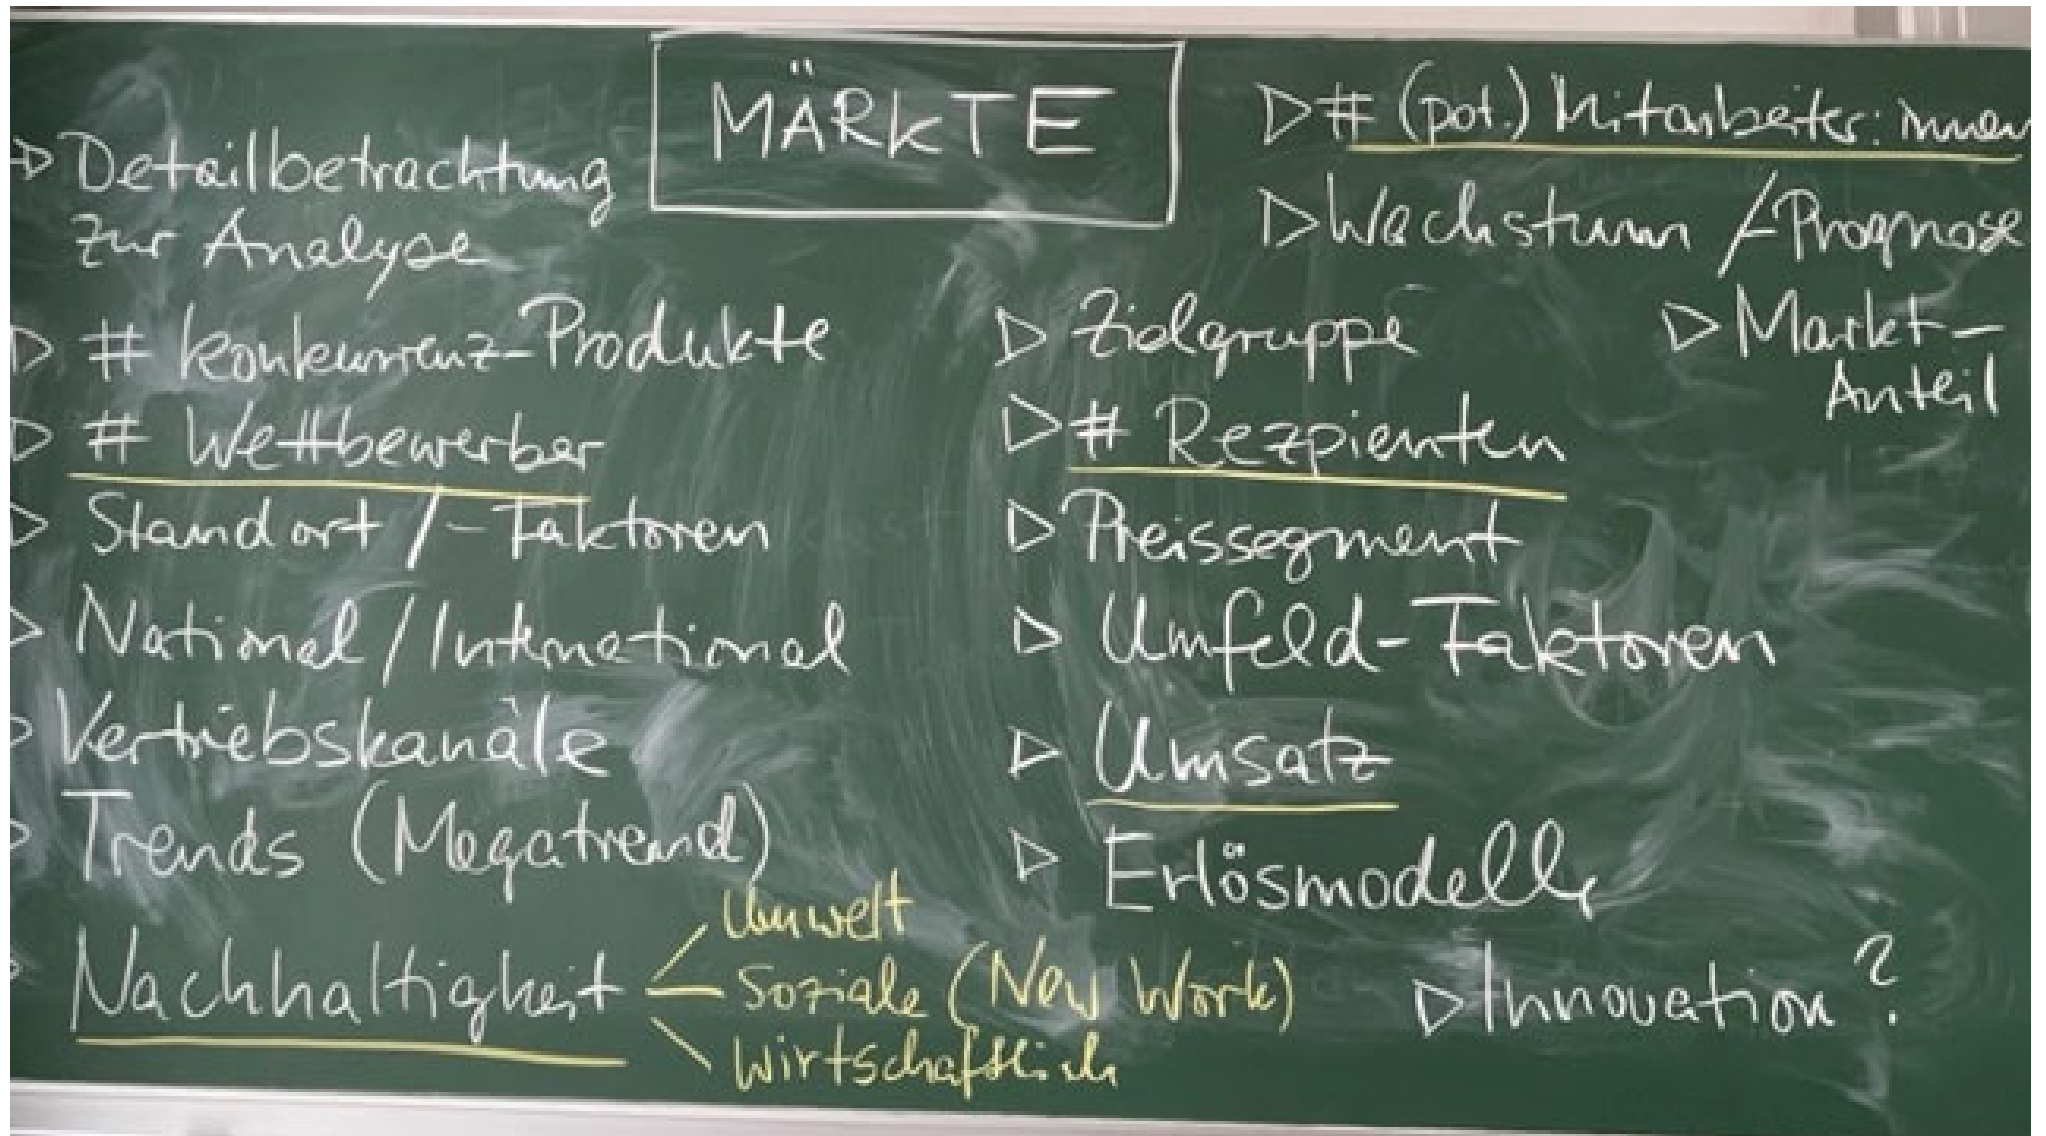 MÄRKTE
▷ Detailbetrachtung
zur Analyse
▷ # Konkurrenz-Produkte
▷ # Wettbewerber
▷ Standort / -Faktoren
▷ National / International
▷ Vertriebskanäle
▷ Trends (Megatrend)
▷ Nachhaltigkeit
Umwelt
Soziale (New Work)
Wirtschaftlich
▷ # (pot.) Mitarbeiter:innen
▷ Wachstum / -Prognose
▷ Zielgruppe
▷ Markt-
Anteil
▷ # Rezpienten
▷ Preissegment
▷ Umfeld-Faktoren
▷ Umsatz
▷ Erlösmodelle
▷ Innovation?